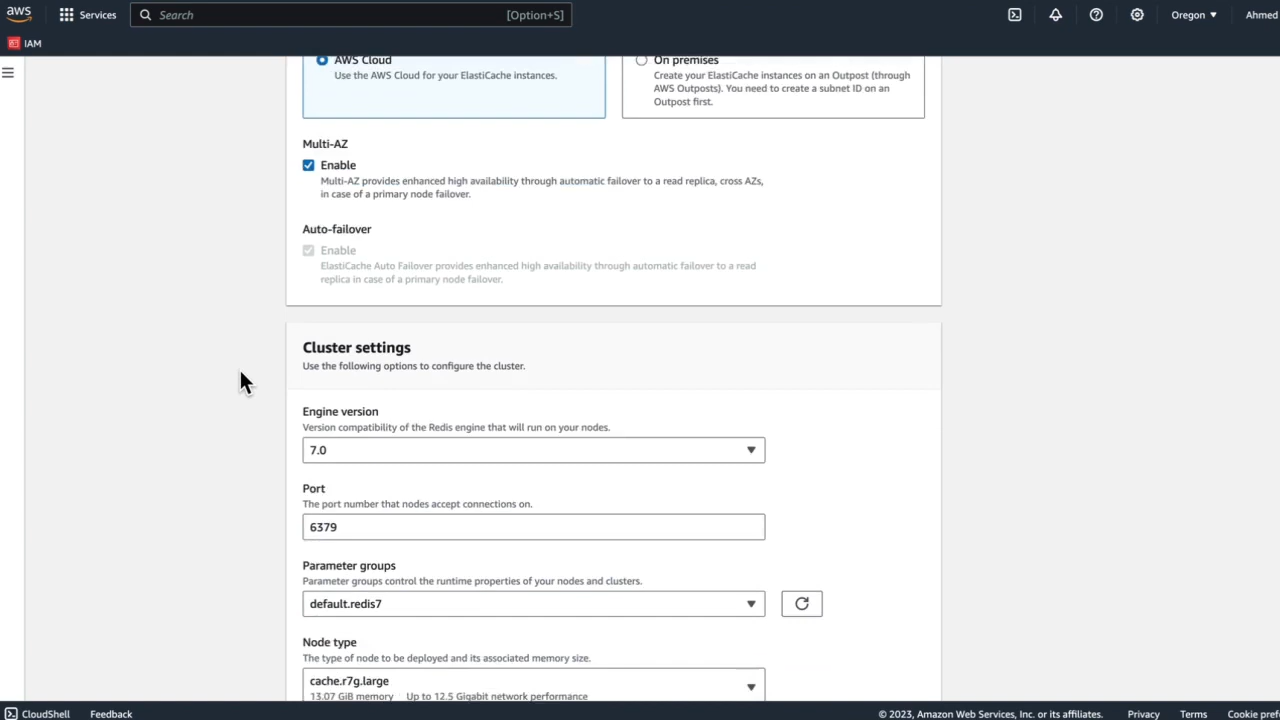 aws Services Search [Option+S] Oregon Ahmed
IAM
AWS Cloud
Use the AWS Cloud for your ElastiCache instances.
On premises
Create your ElastiCache instances on an Outpost (through
AWS Outposts). You need to create a subnet ID on an
Outpost first.
Multi-AZ
Enable
Multi-AZ provides enhanced high availability through automatic failover to a read replica, cross AZs,
in case of a primary node failover.
Auto-failover
Enable
ElastiCache Auto Failover provides enhanced high availability through automatic failover to a read
replica in case of a primary node failover.
Cluster settings
Use the following options to configure the cluster.
Engine version
Version compatibility of the Redis engine that will run on your nodes.
7.0
Port
The port number that nodes accept connections on.
6379
Parameter groups
Parameter groups control the runtime properties of your nodes and clusters.
default.redis7
Node type
The type of node to be deployed and its associated memory size.
cache.r7g.large
13.07 GiB memory Up to 12.5 Gigabit network performance
CloudShell Feedback © 2023, Amazon Web Services, Inc. or its affiliates. Privacy Terms Cookie pref